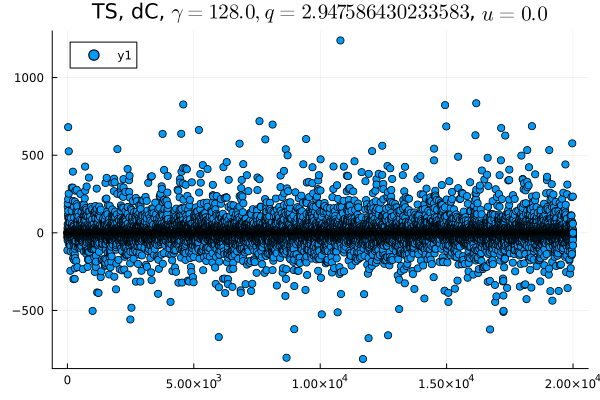 TS, dC, γ = 128.0, q = 2.947586430233583, u = 0.0
y1
1000
500
0
−500
0 5.00×10³ 1.00×10⁴ 1.50×10⁴ 2.00×10⁴